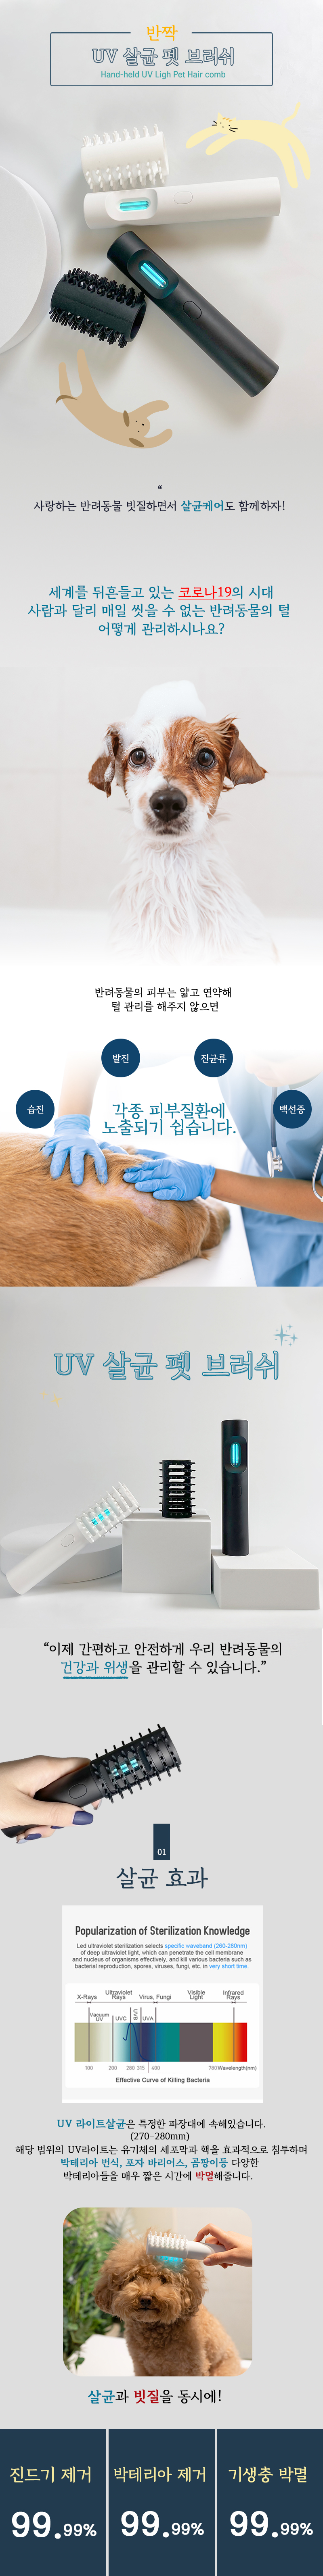 반짝
UV 살균 펫 브러쉬
Hand-held UV Ligh Pet Hair comb
“
사랑하는 반려동물 빗질하면서 살균케어도 함께하자!
세계를 뒤흔들고 있는 코로나19의 시대
사람과 달리 매일 씻을 수 없는 반려동물의 털
어떻게 관리하시나요?
반려동물의 피부는 얇고 연약해
털 관리를 해주지 않으면
발진
진균류
습진
백선증
각종 피부질환에
노출되기 쉽습니다.
UV 살균 펫 브러쉬
“이제 간편하고 안전하게 우리 반려동물의
건강과 위생을 관리할 수 있습니다.”
01
살균 효과
Popularization of Sterilization Knowledge
Led ultraviolet sterilization selects specific waveband (260-280nm)
of deep ultraviolet light, which can penetrate the cell membrane
and nucleus of organisms effectively, and kill various bacteria such as
bacterial reproduction, spores, viruses, fungi, etc. in very short time.
X-Rays
Ultraviolet
Rays
Virus, Fungi
Visible
Light
Infrared
Rays
Vacuum
UV
UVC
UVB
UVA
100
200
280
315
400
780
Wavelength(nm)
Effective Curve of Killing Bacteria
UV 라이트살균은 특정한 파장대에 속해있습니다.
(270-280mm)
해당 범위의 UV라이트는 유기체의 세포막과 핵을 효과적으로 침투하며
박테리아 번식, 포자 바리어스, 곰팡이등 다양한
박테리아들을 매우 짧은 시간에 박멸해줍니다.
살균과 빗질을 동시에!
진드기 제거
99.99%
박테리아 제거
99.99%
기생충 박멸
99.99%